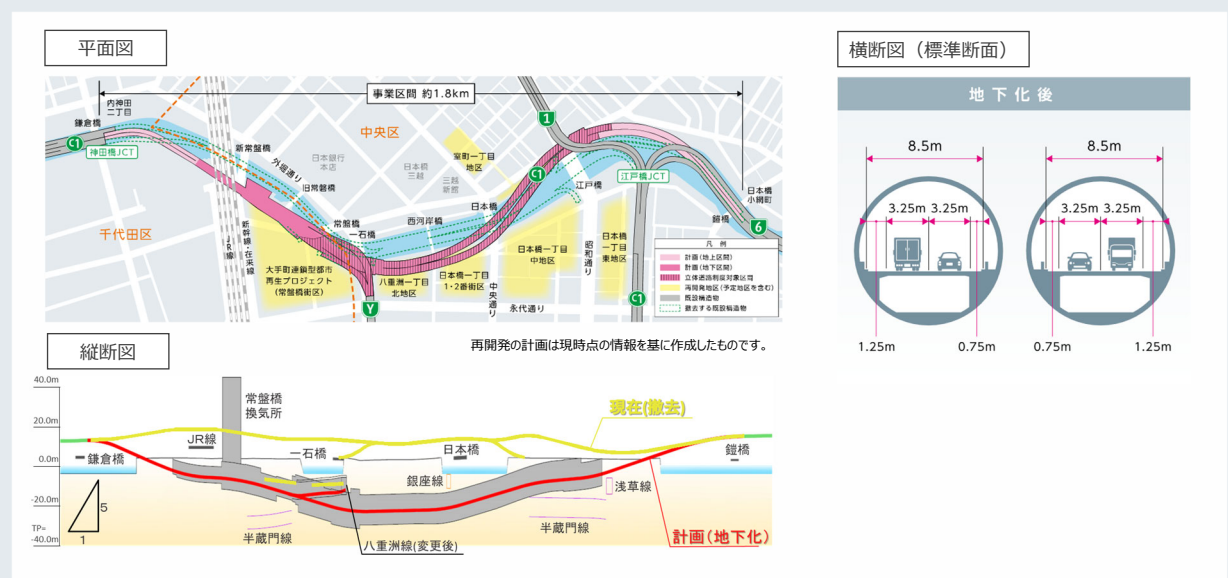 平面図
事業区間 約1.8km
内神田
二丁目
鎌倉橋
C1
神田橋JCT
新常盤橋
外堀通り
日本銀行
本店
旧常磐橋
常盤橋
一石橋
中央区
千代田区
JR線
新幹線・在来線
大手町連鎖型都市
再生プロジェクト
(常盤橋街区)
八重洲一丁目
北地区
Y
西河岸橋
日本橋
三越
三越
新館
室町一丁目
地区
日本橋
C1
1
江戸橋
江戸橋JCT
日本橋一丁目
1・2番街区
中央通り
日本橋一丁目
中地区
昭和通り
日本橋
一丁目
東地区
永代通り
C1
日本橋
小網町
鎧橋
6
凡 例
計画(地上区間)
計画(地下区間)
立体道路制度対象区間
再開発地区(予定地区を含む)
既設構造物
撤去する既設構造物
再開発の計画は現時点の情報を基に作成したものです。
横断図(標準断面)
地下化後
8.5m
8.5m
3.25m 3.25m
3.25m 3.25m
1.25m
0.75m
0.75m
1.25m
縦断図
40.0m
20.0m
0.0m
-20.0m
TP=
-40.0m
5
1
鎌倉橋
JR線
常盤橋
換気所
一石橋
日本橋
銀座線
現在(撤去)
浅草線
鎧橋
半蔵門線
八重洲線(変更後)
半蔵門線
計画(地下化)